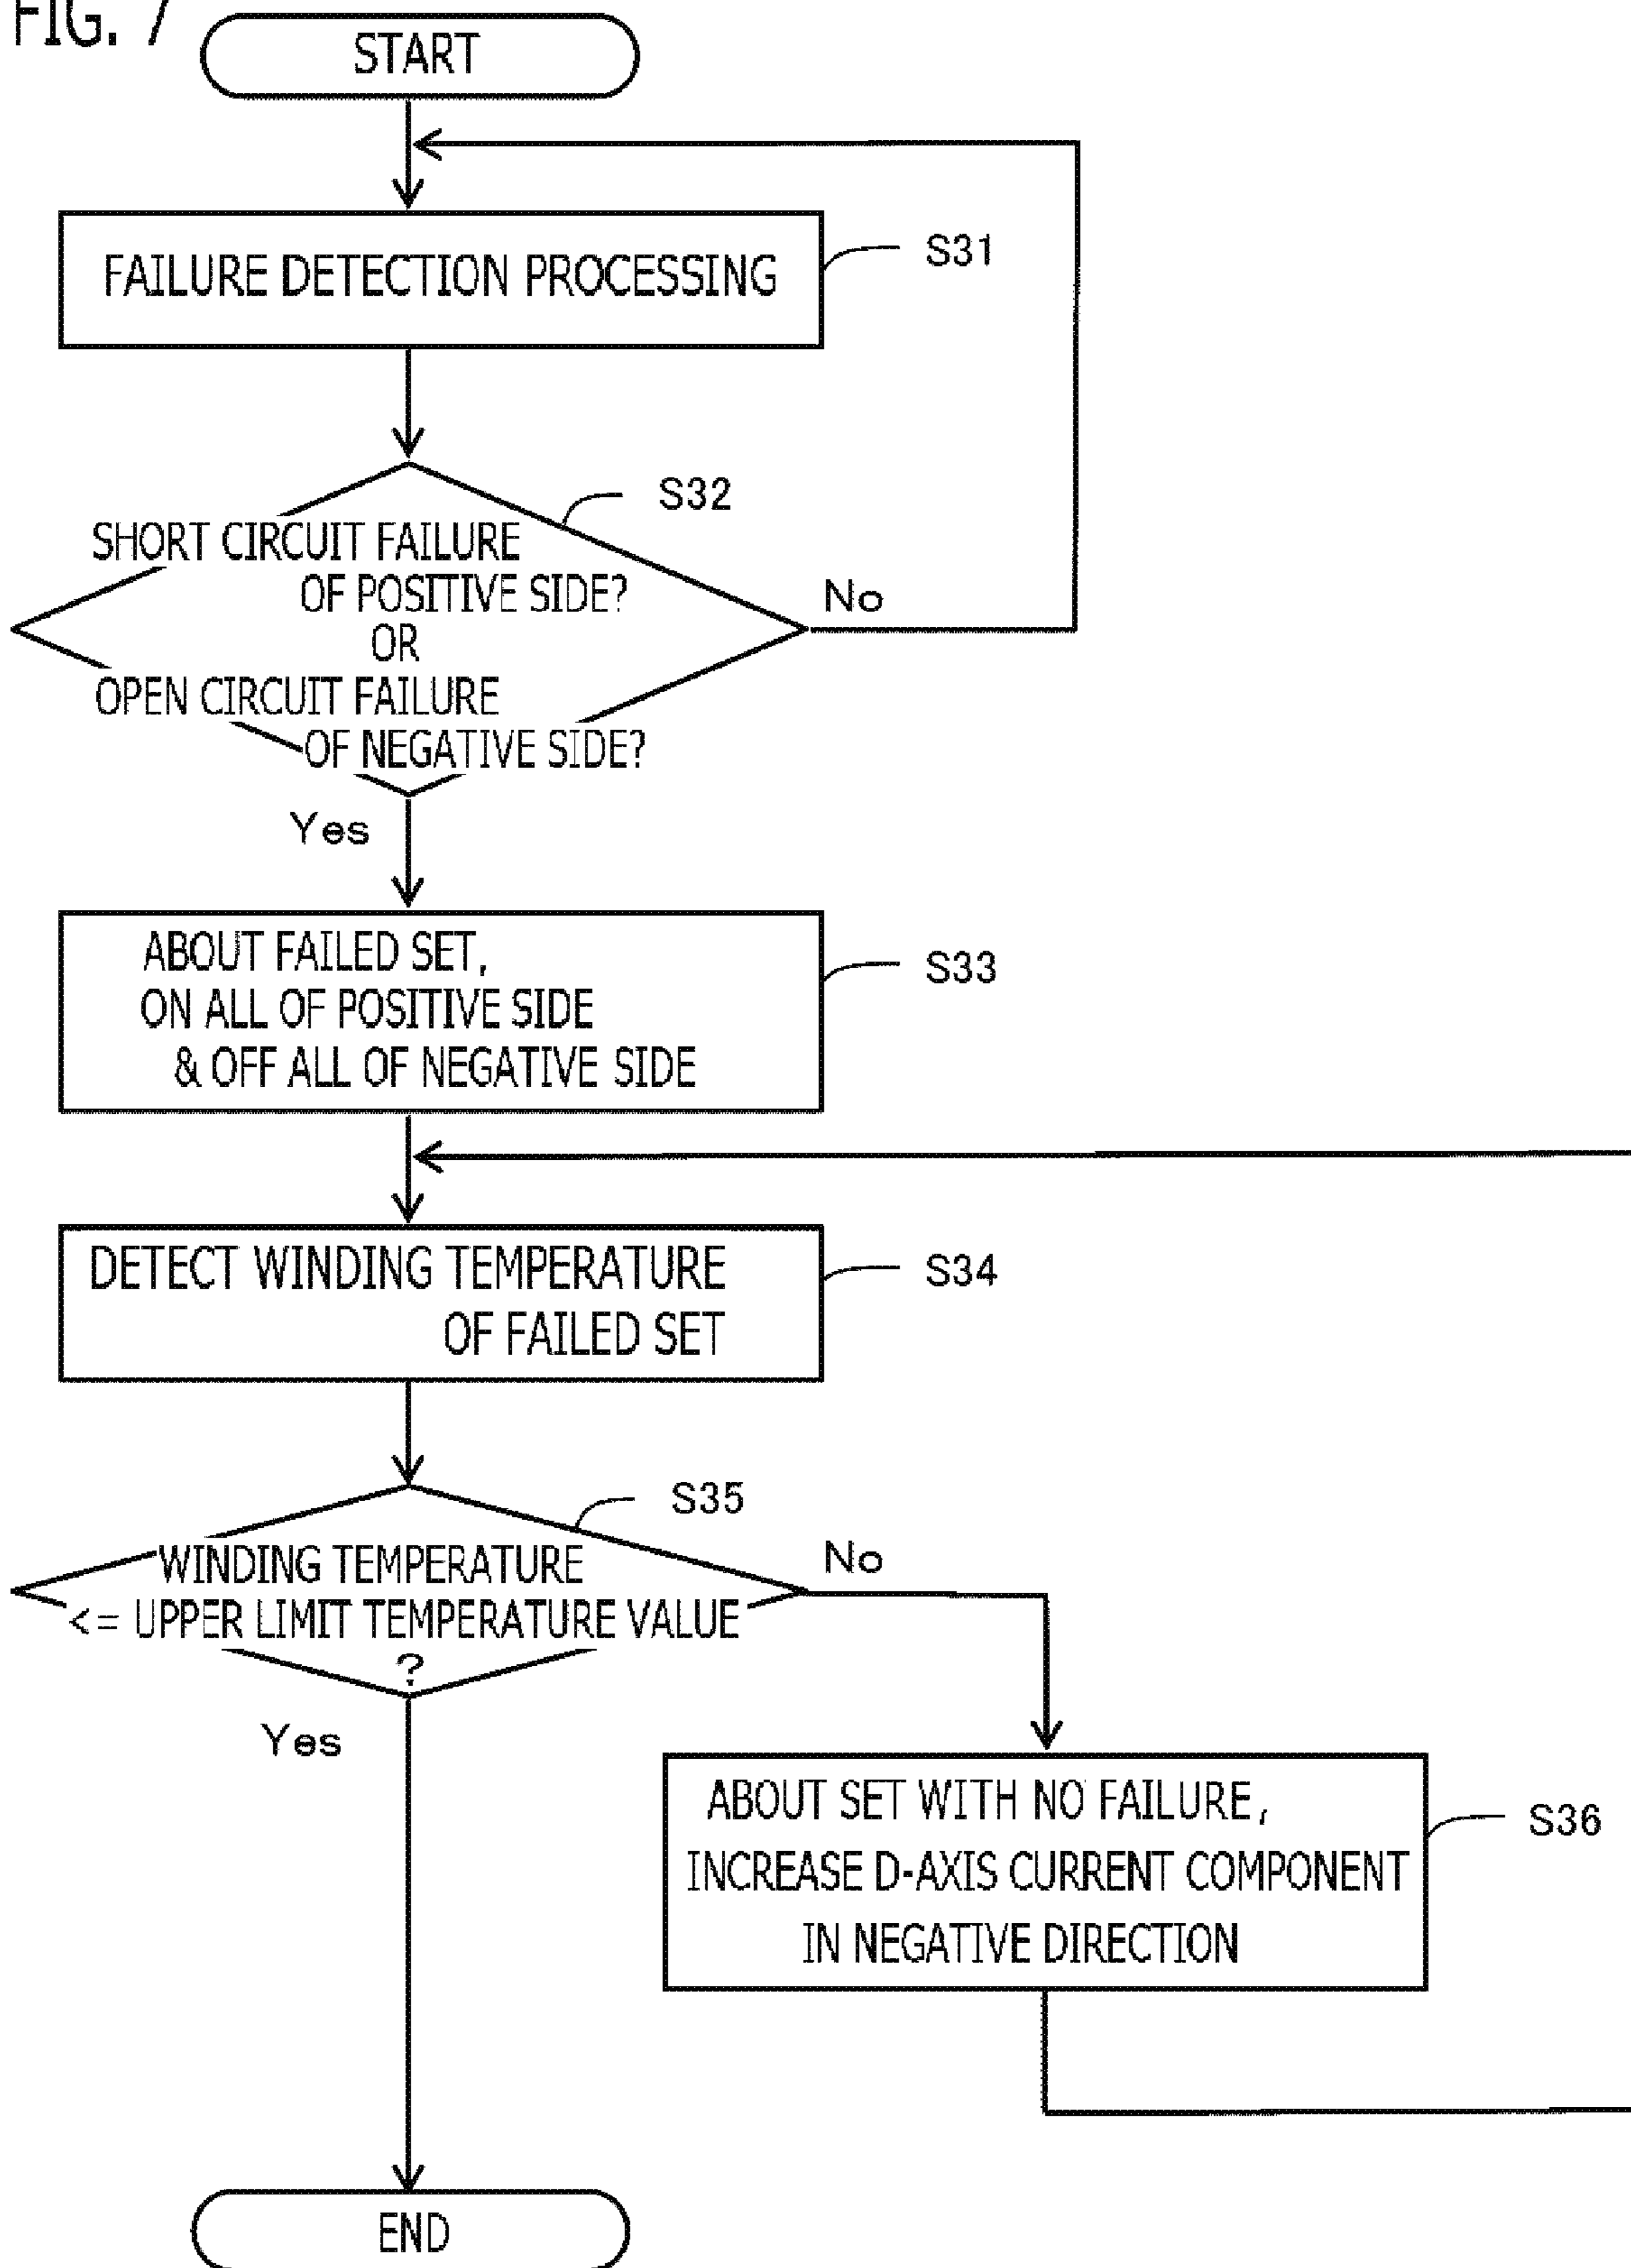 FIG. 7
START
FAILURE DETECTION PROCESSING
S31
S32
SHORT CIRCUIT FAILURE
OF POSITIVE SIDE?
OR
OPEN CIRCUIT FAILURE
OF NEGATIVE SIDE?
No
Yes
ABOUT FAILED SET,
ON ALL OF POSITIVE SIDE
& OFF ALL OF NEGATIVE SIDE
S33
DETECT WINDING TEMPERATURE
OF FAILED SET
S34
S35
WINDING TEMPERATURE
<= UPPER LIMIT TEMPERATURE VALUE
?
No
Yes
ABOUT SET WITH NO FAILURE,
INCREASE D-AXIS CURRENT COMPONENT
IN NEGATIVE DIRECTION
S36
END